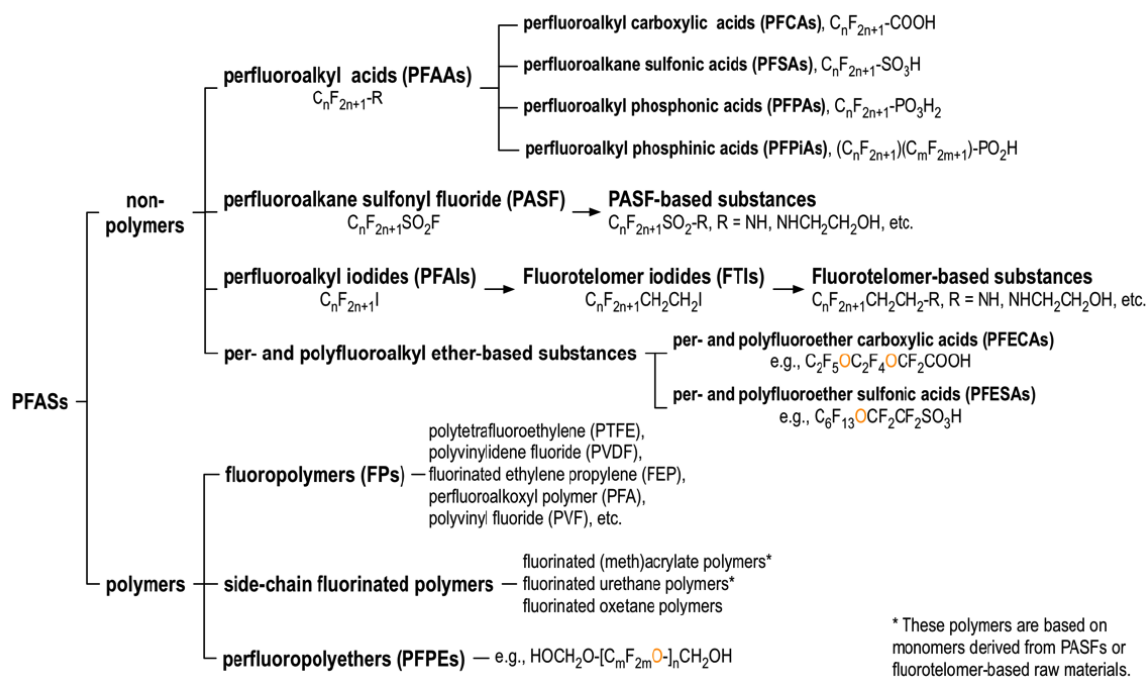 perfluoroalkyl carboxylic acids (PFCAs), CnF2n+1-COOH
perfluoroalkyl acids (PFAAs)
CnF2n+1-R
perfluoroalkane sulfonic acids (PFSAs), CnF2n+1-SO3H
perfluoroalkyl phosphonic acids (PFPAs), CnF2n+1-PO3H2
perfluoroalkyl phosphinic acids (PFPiAs), (CnF2n+1)(CmF2m+1)-PO2H
non-
polymers
perfluoroalkane sulfonyl fluoride (PASF)
CnF2n+1SO2F
PASF-based substances
CnF2n+1SO2-R, R = NH, NHCH2CH2OH, etc.
perfluoroalkyl iodides (PFAIs)
CnF2n+1I
Fluorotelomer iodides (FTIs)
CnF2n+1CH2CH2I
Fluorotelomer-based substances
CnF2n+1CH2CH2-R, R = NH, NHCH2CH2OH, etc.
per- and polyfluoroalkyl ether-based substances
per- and polyfluoroether carboxylic acids (PFECAs)
e.g., C2F5OC2F4OCF2COOH
per- and polyfluoroether sulfonic acids (PFESAs)
e.g., C6F13OCF2CF2SO3H
PFASs
fluoropolymers (FPs)
polytetrafluoroethylene (PTFE),
polyvinylidene fluoride (PVDF),
fluorinated ethylene propylene (FEP),
perfluoroalkoxyl polymer (PFA),
polyvinyl fluoride (PVF), etc.
polymers
side-chain fluorinated polymers
fluorinated (meth)acrylate polymers*
fluorinated urethane polymers*
fluorinated oxetane polymers
perfluoropolyethers (PFPEs)
e.g., HOCH2O-[CmF2mO-]nCH2OH
* These polymers are based on
monomers derived from PASFs or
fluorotelomer-based raw materials.